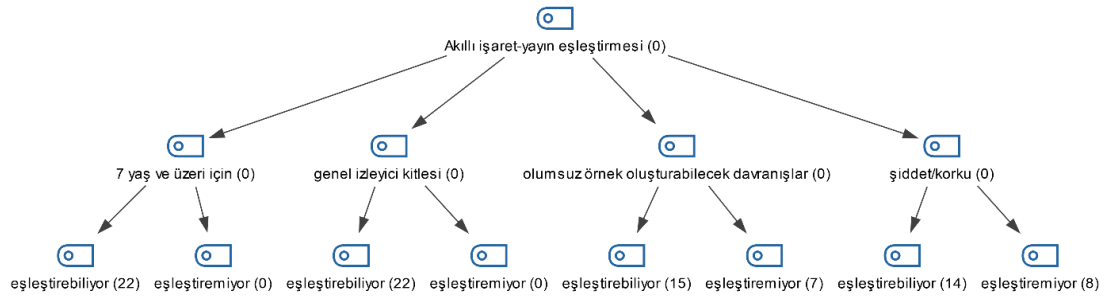 Akıllı işaret-yayın eşleştirmesi (0)
7 yaş ve üzeri için (0)
genel izleyici kitlesi (0)
olumsuz örnek oluşturabilecek davranışlar (0)
şiddet/korku (0)
eşleştirebiliyor (22)
eşleştiremiyor (0)
eşleştirebiliyor (22)
eşleştiremiyor (0)
eşleştirebiliyor (15)
eşleştiremiyor (7)
eşleştirebiliyor (14)
eşleştiremiyor (8)